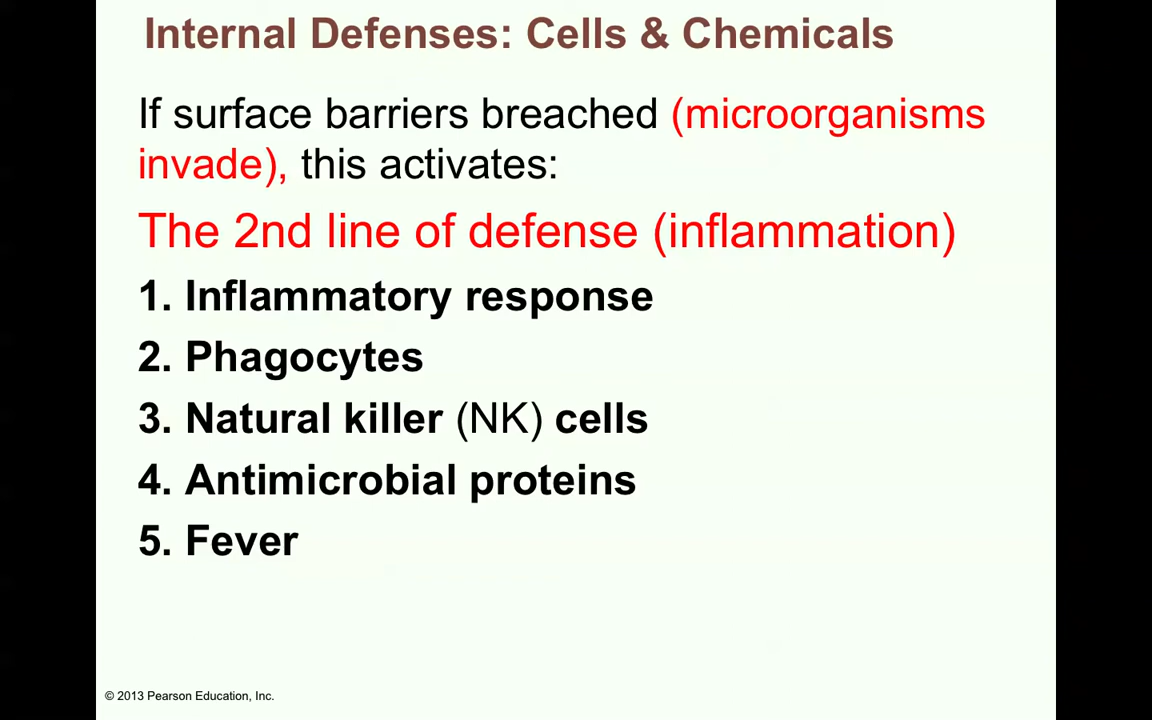 Internal Defenses: Cells & Chemicals
If surface barriers breached (microorganisms
invade), this activates:
The 2nd line of defense (inflammation)
1. Inflammatory response
2. Phagocytes
3. Natural killer (NK) cells
4. Antimicrobial proteins
5. Fever
© 2013 Pearson Education, Inc.